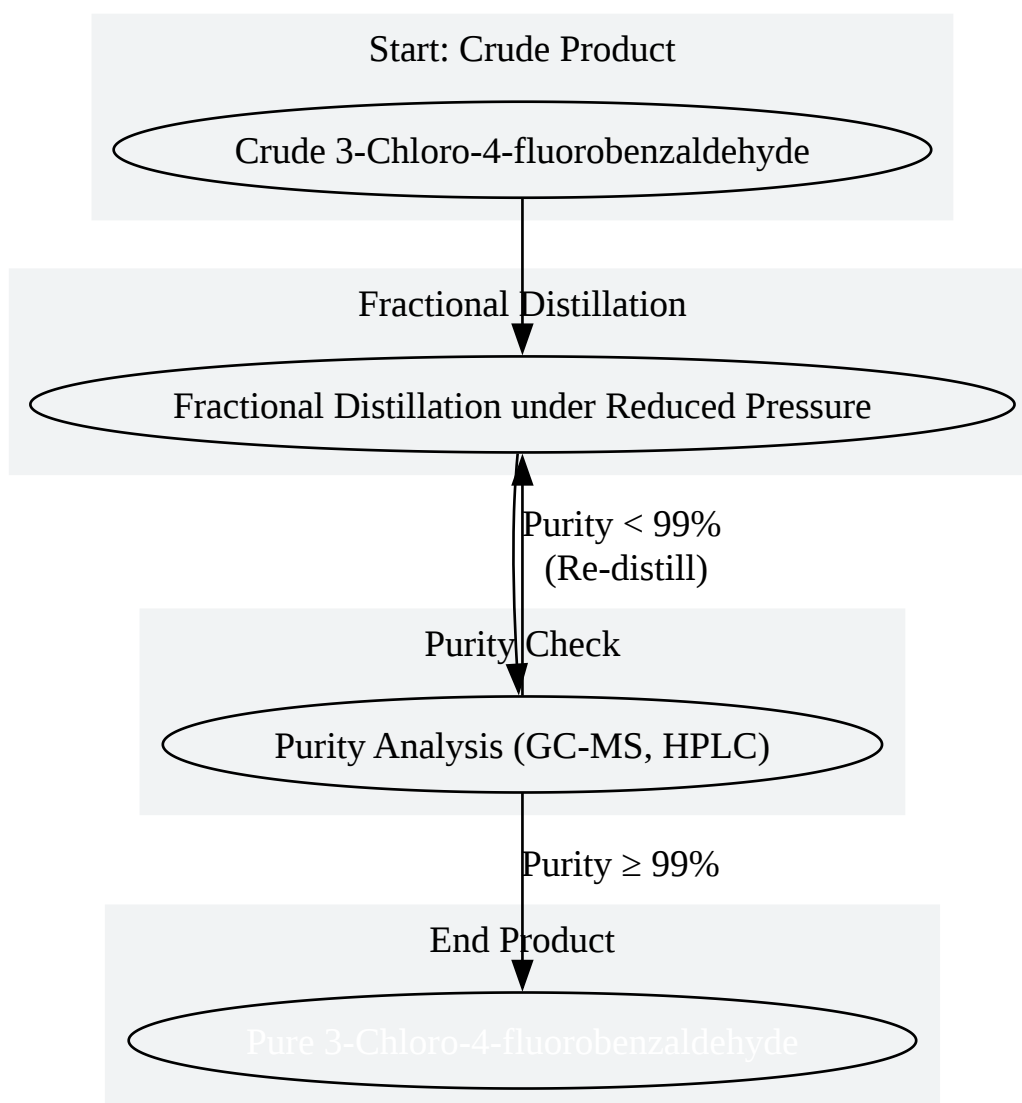 Start: Crude Product
Crude 3-Chloro-4-fluorobenzaldehyde
Fractional Distillation
Fractional Distillation under Reduced Pressure
Purity < 99%
(Re-distill)
Purity Check
Purity Analysis (GC-MS, HPLC)
Purity ≥ 99%
End Product
Pure 3-Chloro-4-fluorobenzaldehyde